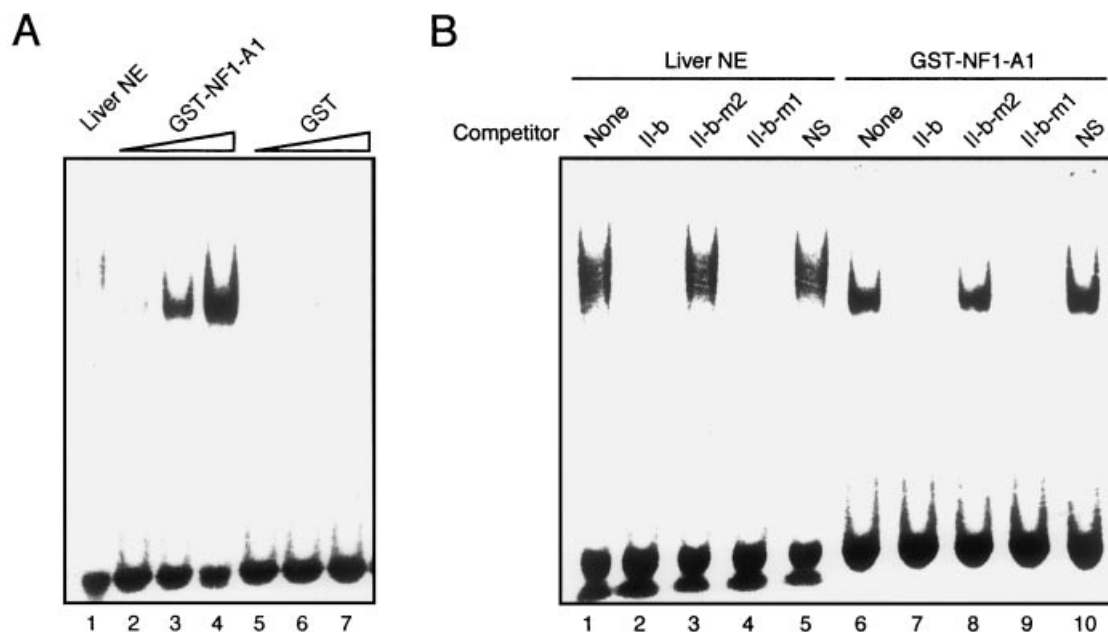 A
Liver NE
GST-NF1-A1
GST
1 2 3 4 5 6 7
B
Liver NE
GST-NF1-A1
Competitor
None
II-b
II-b-m2
II-b-m1
NS
None
II-b
II-b-m2
II-b-m1
NS
1 2 3 4 5 6 7 8 9 10